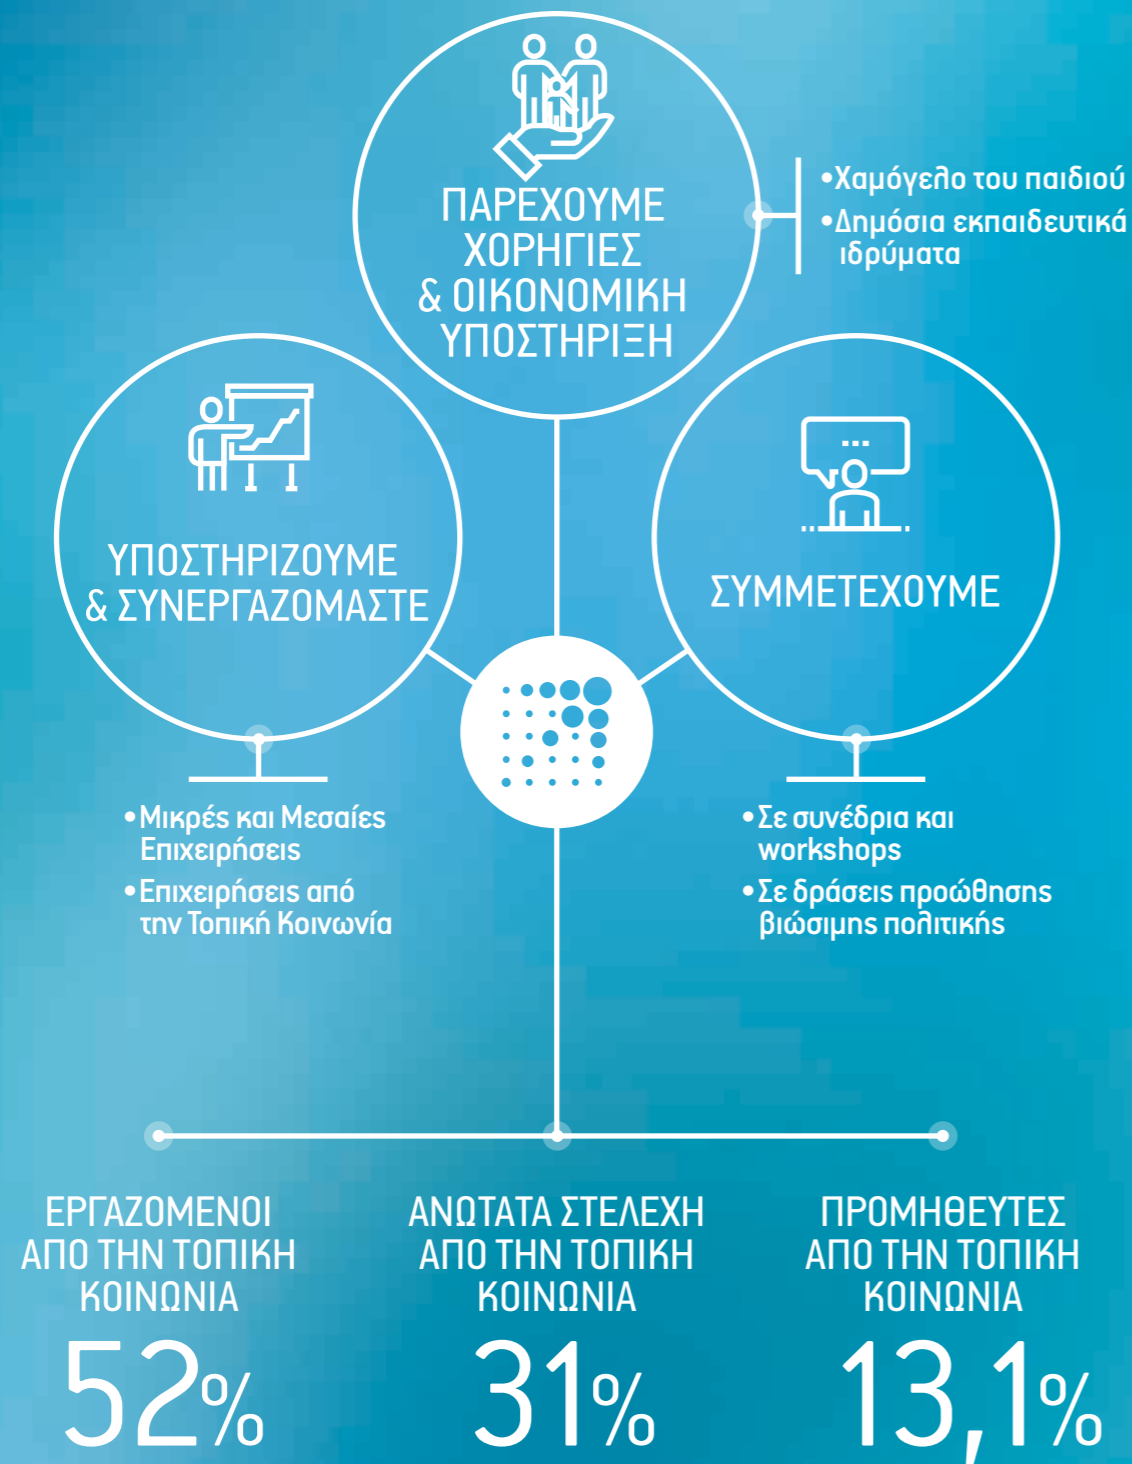 ΠΑΡΕΧΟΥΜΕ
ΧΟΡΗΓΙΕΣ
& ΟΙΚΟΝΟΜΙΚΗ
ΥΠΟΣΤΗΡΙΞΗ
•Χαμόγελο του παιδιού
•Δημόσια εκπαιδευτικά
ιδρύματα
ΥΠΟΣΤΗΡΙΖΟΥΜΕ
& ΣΥΝΕΡΓΑΖΟΜΑΣΤΕ
•Μικρές και Μεσαίες
Επιχειρήσεις
•Επιχειρήσεις από
την Τοπική Κοινωνία
ΣΥΜΜΕΤΕΧΟΥΜΕ
•Σε συνέδρια και
workshops
•Σε δράσεις προώθησης
βιώσιμης πολιτικής
ΕΡΓΑΖΟΜΕΝΟΙ
ΑΠΟ ΤΗΝ ΤΟΠΙΚΗ
ΚΟΙΝΩΝΙΑ
52%
ΑΝΩΤΑΤΑ ΣΤΕΛΕΧΗ
ΑΠΟ ΤΗΝ ΤΟΠΙΚΗ
ΚΟΙΝΩΝΙΑ
31%
ΠΡΟΜΗΘΕΥΤΕΣ
ΑΠΟ ΤΗΝ ΤΟΠΙΚΗ
ΚΟΙΝΩΝΙΑ
13,1%